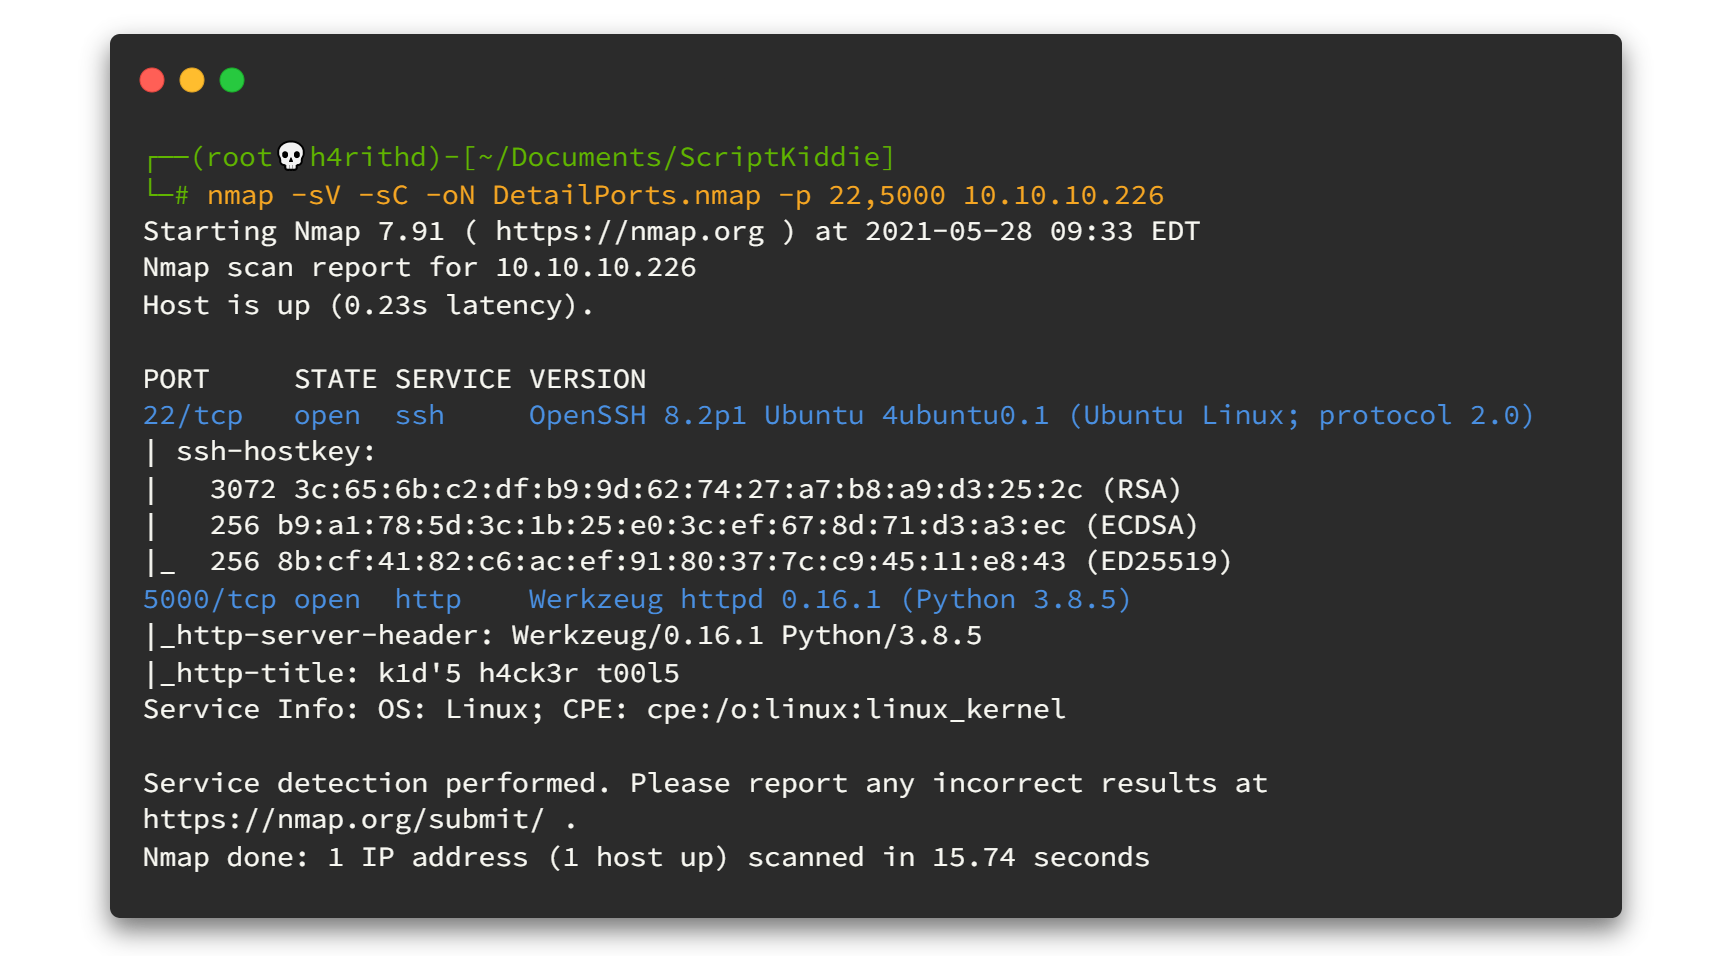 ┌──(root💀h4rithd)-[~/Documents/ScriptKiddie]
└─# nmap -sV -sC -oN DetailPorts.nmap -p 22,5000 10.10.10.226
Starting Nmap 7.91 ( https://nmap.org ) at 2021-05-28 09:33 EDT
Nmap scan report for 10.10.10.226
Host is up (0.23s latency).

PORT     STATE SERVICE VERSION
22/tcp   open  ssh     OpenSSH 8.2p1 Ubuntu 4ubuntu0.1 (Ubuntu Linux; protocol 2.0)
| ssh-hostkey:
|   3072 3c:65:6b:c2:df:b9:9d:62:74:27:a7:b8:a9:d3:25:2c (RSA)
|   256 b9:a1:78:5d:3c:1b:25:e0:3c:ef:67:8d:71:d3:a3:ec (ECDSA)
|_  256 8b:cf:41:82:c6:ac:ef:91:80:37:7c:c9:45:11:e8:43 (ED25519)
5000/tcp open  http    Werkzeug httpd 0.16.1 (Python 3.8.5)
|_http-server-header: Werkzeug/0.16.1 Python/3.8.5
|_http-title: k1d'5 h4ck3r t00l5
Service Info: OS: Linux; CPE: cpe:/o:linux:linux_kernel

Service detection performed. Please report any incorrect results at
https://nmap.org/submit/ .
Nmap done: 1 IP address (1 host up) scanned in 15.74 seconds